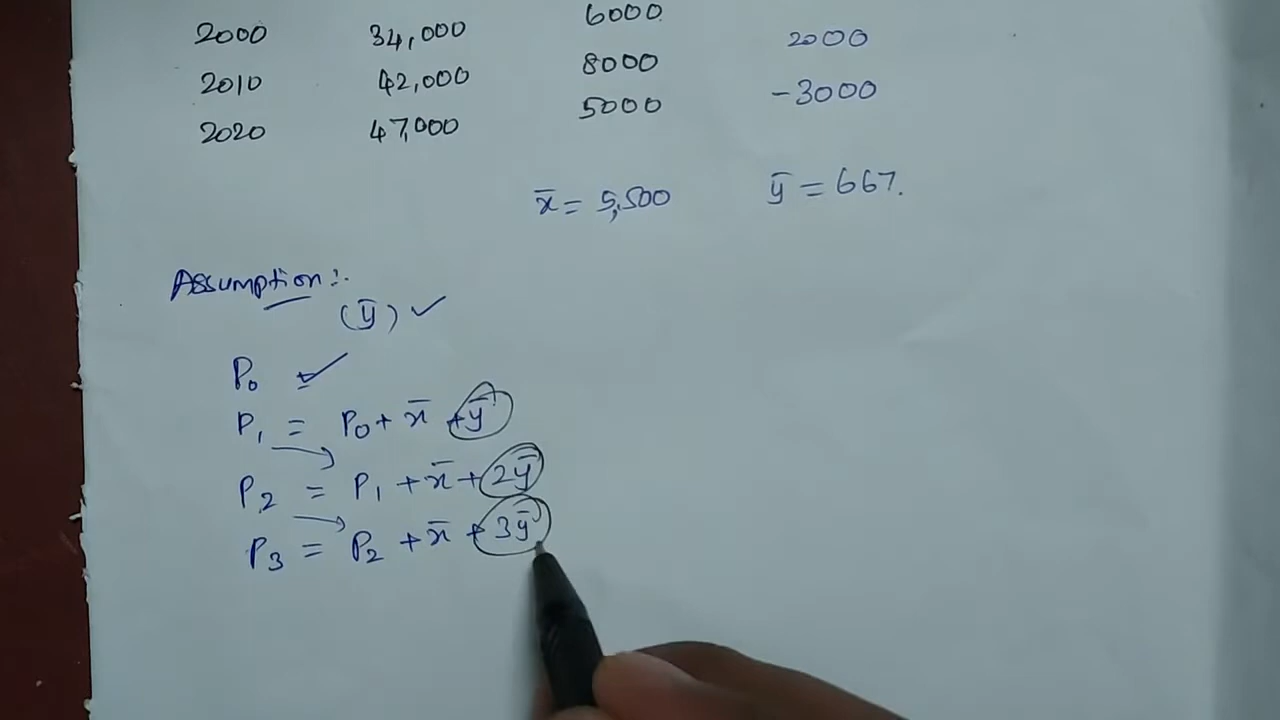 6000
2000 34,000 2000
2010 42,000 8000 -3000
2020 47,000 5000
x̄ = 5,500 ȳ = 667.
Assumption :.
(ȳ) ✓
P₀ ✓
P₁ = P₀ + x̄ + ȳ
P₂ = P₁ + x̄ + 2ȳ
P₃ = P₂ + x̄ + 3ȳ